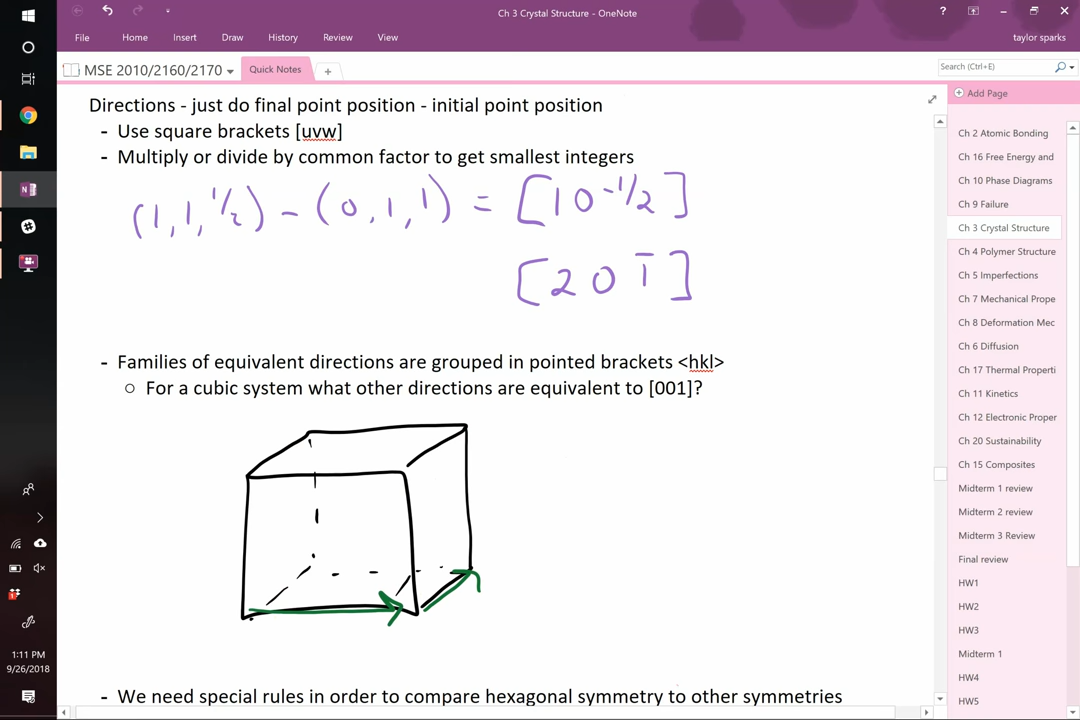 Ch 3 Crystal Structure - OneNote
?
File Home Insert Draw History Review View
taylor sparks
MSE 2010/2160/2170
Quick Notes
+
Search (Ctrl+E)
Add Page
Directions - just do final point position - initial point position
- Use square brackets [uvw]
- Multiply or divide by common factor to get smallest integers
(1,1,1/2) - (0,1,1) = [10-1/2]
[20 1̄]
- Families of equivalent directions are grouped in pointed brackets <hkl>
○ For a cubic system what other directions are equivalent to [001]?
- We need special rules in order to compare hexagonal symmetry to other symmetries
Ch 2 Atomic Bonding
Ch 16 Free Energy and
Ch 10 Phase Diagrams
Ch 9 Failure
Ch 3 Crystal Structure
Ch 4 Polymer Structure
Ch 5 Imperfections
Ch 7 Mechanical Prope
Ch 8 Deformation Mec
Ch 6 Diffusion
Ch 17 Thermal Properti
Ch 11 Kinetics
Ch 12 Electronic Proper
Ch 20 Sustainability
Ch 15 Composites
Midterm 1 review
Midterm 2 review
Midterm 3 Review
Final review
HW1
HW2
HW3
Midterm 1
HW4
HW5
1:11 PM
9/26/2018